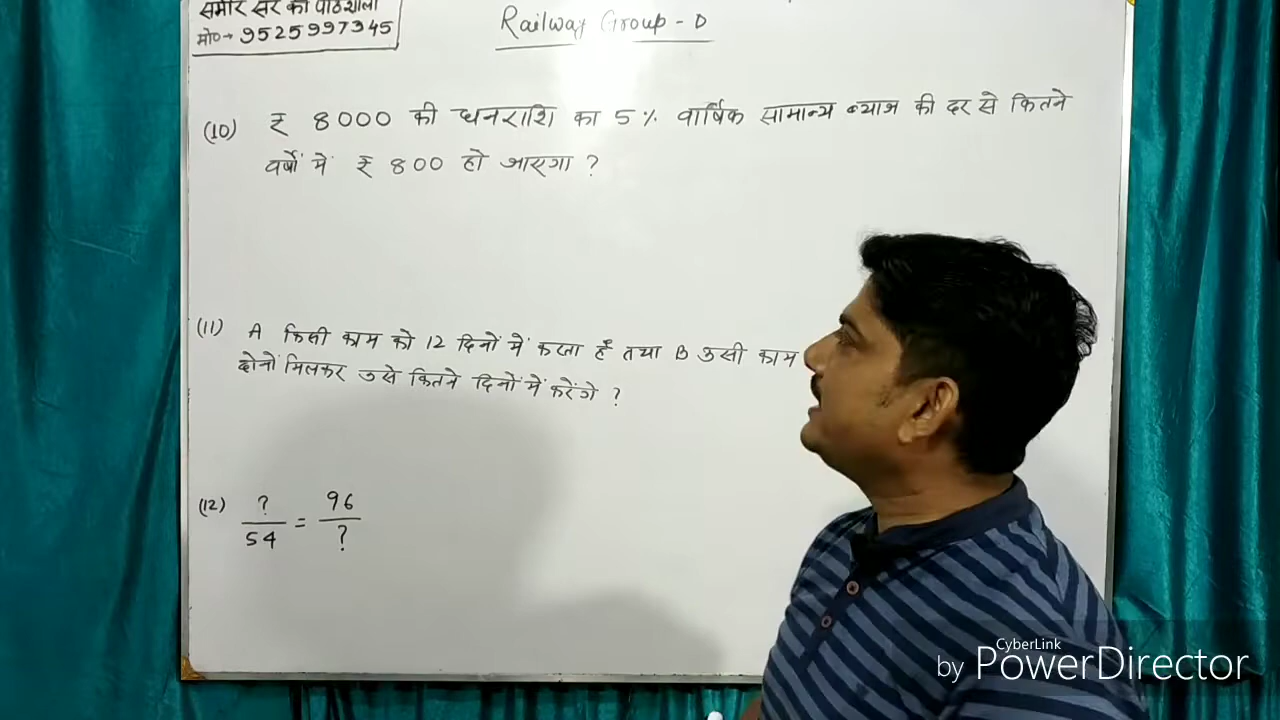 समीर सर की पाठशाला
मो०→ 9525997345
Railway Group - D
(10) ₹ 8000 की धनराशि का 5 % वार्षिक सामान्य ब्याज की दर से कितने
वर्षों में ₹ 800 हो जाएगा ?
(11) A किसी काम को 12 दिनों में करता हैं तथा B उसी काम
दोनों मिलकर उसे कितने दिनों में करेंगे ?
(12) ?/54 = 96/?
CyberLink
by PowerDirector